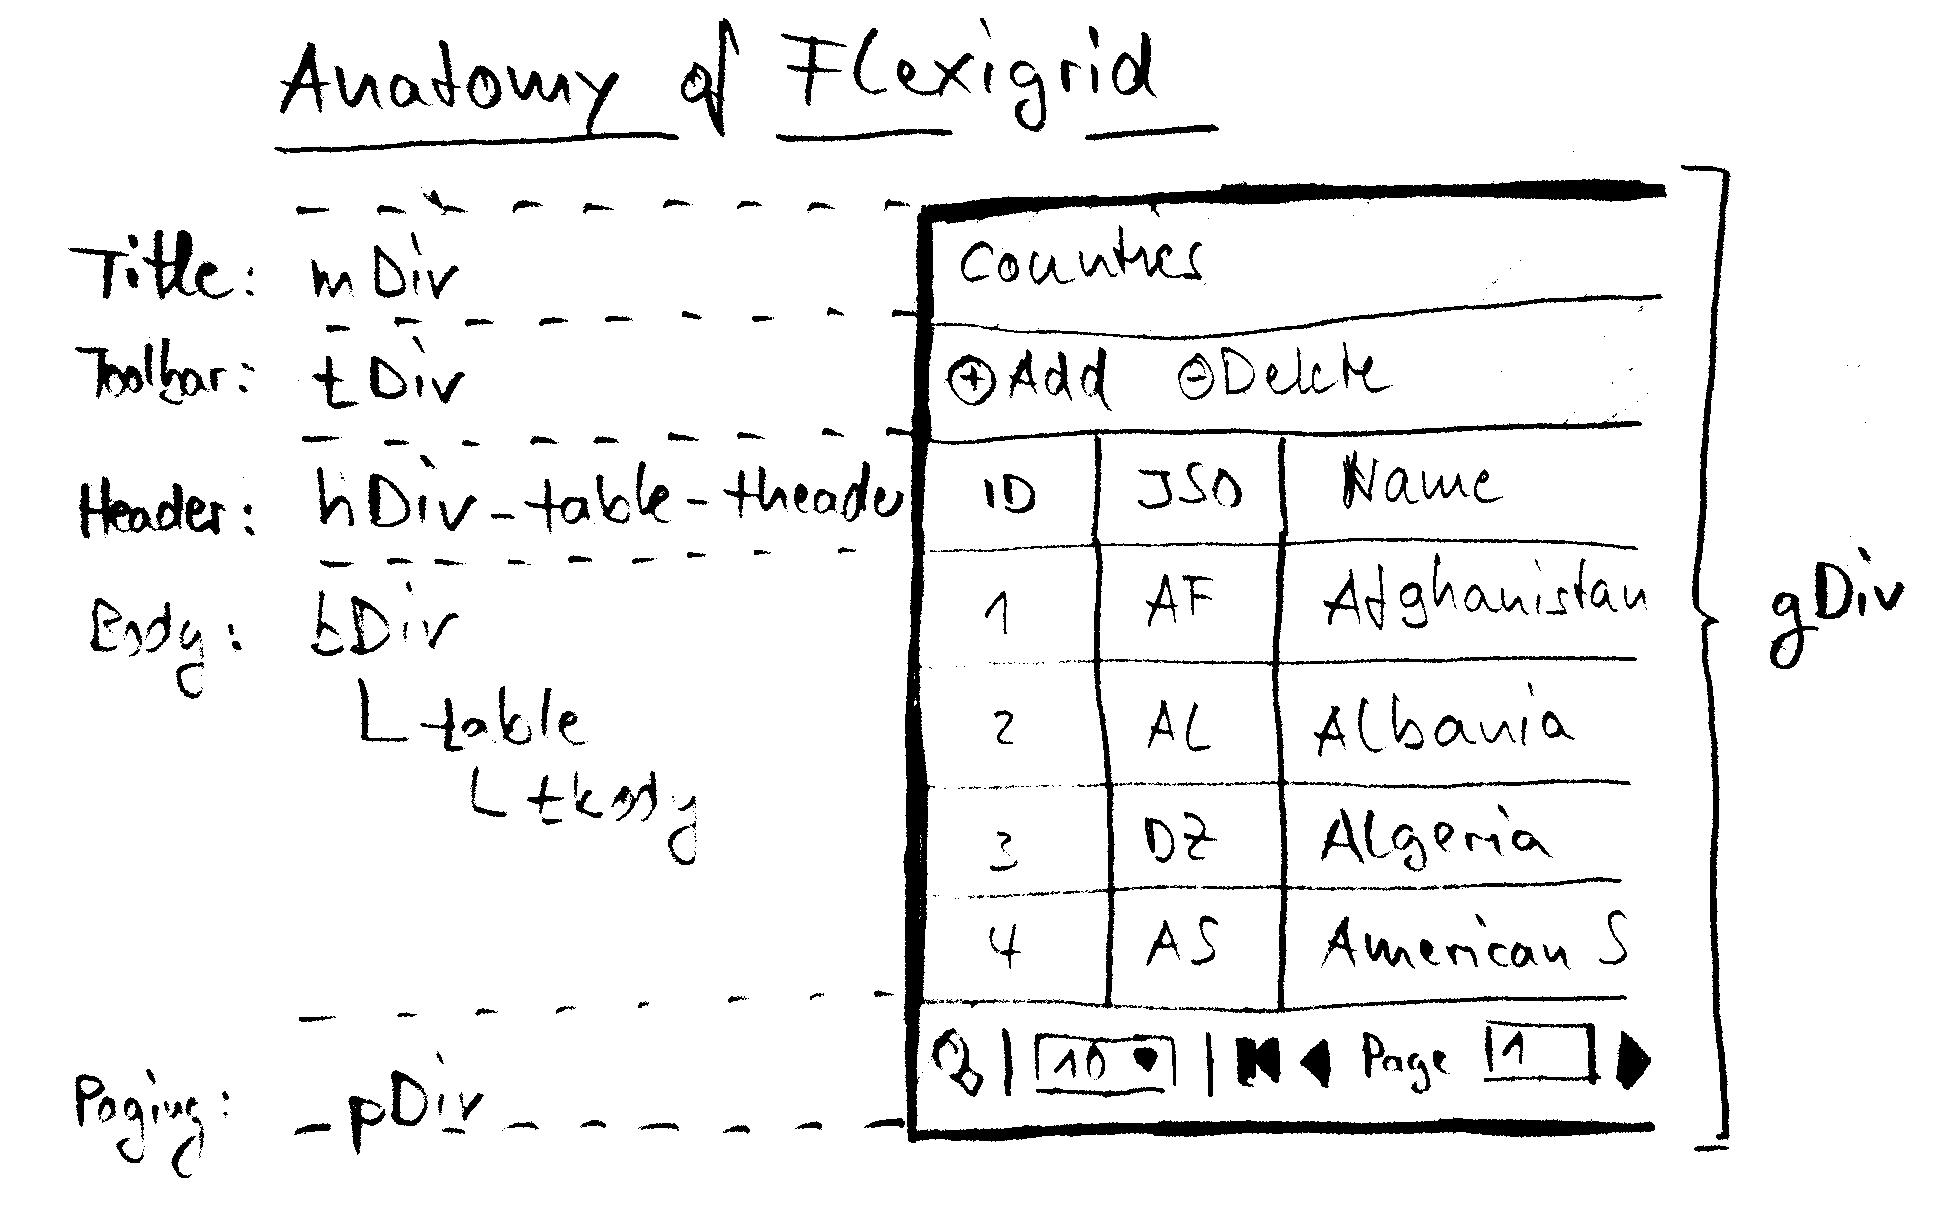 Anatomy of Flexigrid
Title: mDiv
Countries
Toolbar: tDiv
Add Delete
Header: hDiv - table - theader
ID ISO Name
Body: bDiv
1 AF Afghanistan
gDiv
table
2 AL Albania
tbody
3 DZ Algeria
4 AS American S
Paging: pDiv
10 Page 1